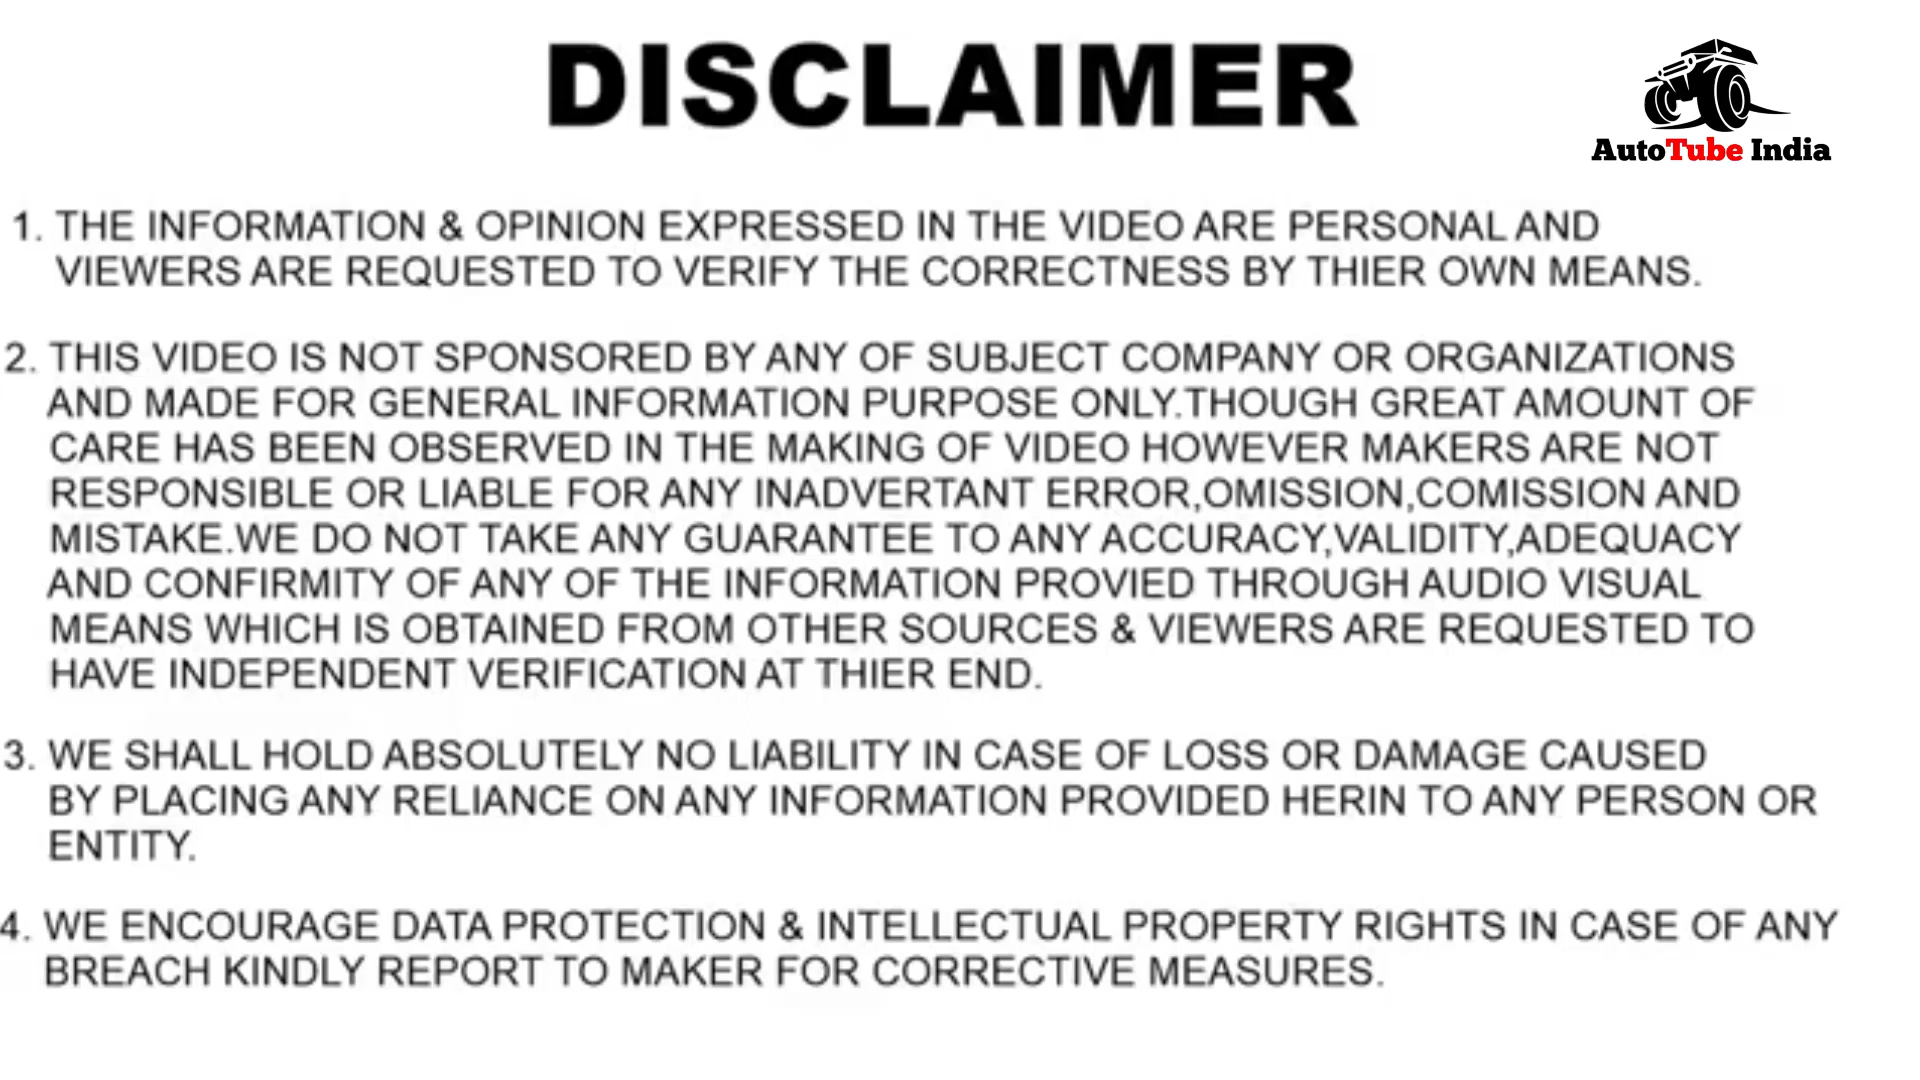 DISCLAIMER
AutoTube India
1. THE INFORMATION & OPINION EXPRESSED IN THE VIDEO ARE PERSONAL AND
VIEWERS ARE REQUESTED TO VERIFY THE CORRECTNESS BY THIER OWN MEANS.
2. THIS VIDEO IS NOT SPONSORED BY ANY OF SUBJECT COMPANY OR ORGANIZATIONS
AND MADE FOR GENERAL INFORMATION PURPOSE ONLY.THOUGH GREAT AMOUNT OF
CARE HAS BEEN OBSERVED IN THE MAKING OF VIDEO HOWEVER MAKERS ARE NOT
RESPONSIBLE OR LIABLE FOR ANY INADVERTANT ERROR,OMISSION,COMISSION AND
MISTAKE.WE DO NOT TAKE ANY GUARANTEE TO ANY ACCURACY,VALIDITY,ADEQUACY
AND CONFIRMITY OF ANY OF THE INFORMATION PROVIED THROUGH AUDIO VISUAL
MEANS WHICH IS OBTAINED FROM OTHER SOURCES & VIEWERS ARE REQUESTED TO
HAVE INDEPENDENT VERIFICATION AT THIER END.
3. WE SHALL HOLD ABSOLUTELY NO LIABILITY IN CASE OF LOSS OR DAMAGE CAUSED
BY PLACING ANY RELIANCE ON ANY INFORMATION PROVIDED HERIN TO ANY PERSON OR
ENTITY.
4. WE ENCOURAGE DATA PROTECTION & INTELLECTUAL PROPERTY RIGHTS IN CASE OF ANY
BREACH KINDLY REPORT TO MAKER FOR CORRECTIVE MEASURES.